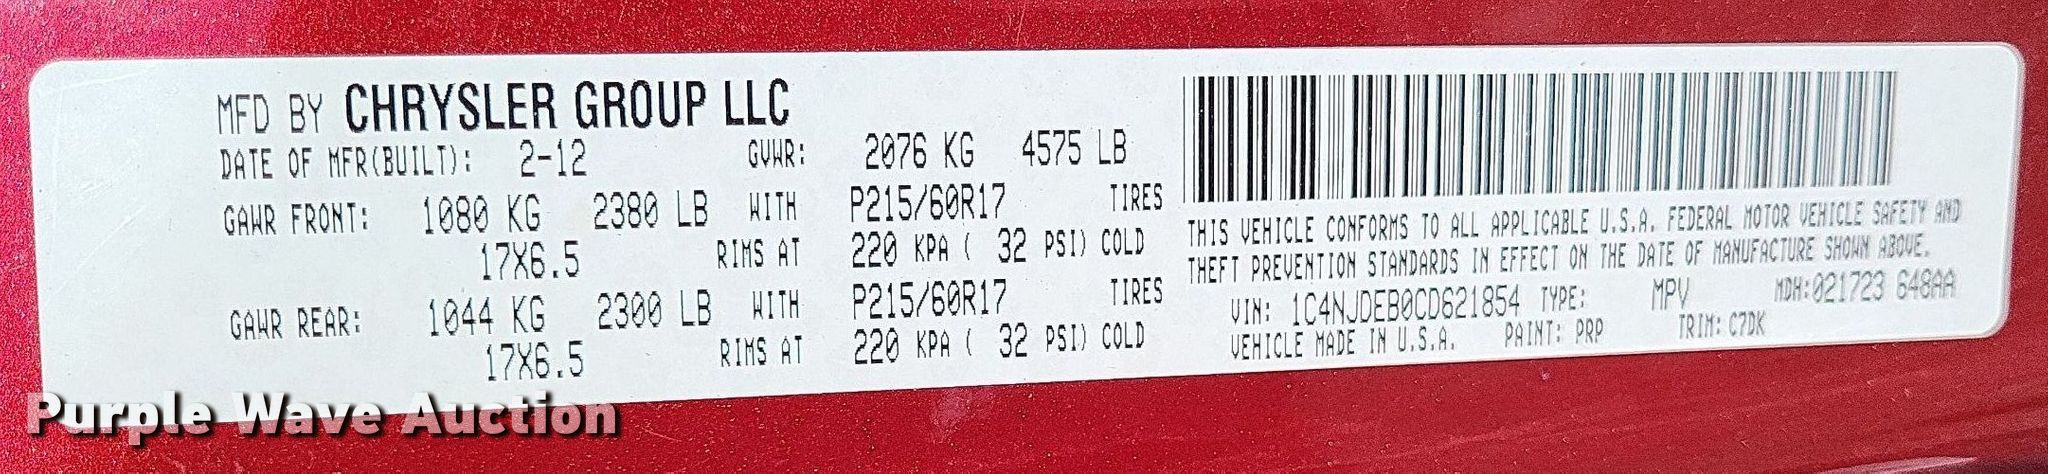 MFD BY CHRYSLER GROUP LLC
DATE OF MFR(BUILT): 2-12 GVWR: 2076 KG 4575 LB
GAWR FRONT: 1080 KG 2380 LB WITH P215/60R17 TIRES
17X6.5 RIMS AT 220 KPA ( 32 PSI) COLD
GAWR REAR: 1044 KG 2300 LB WITH P215/60R17 TIRES
17X6.5 RIMS AT 220 KPA ( 32 PSI) COLD
THIS VEHICLE CONFORMS TO ALL APPLICABLE U.S.A. FEDERAL MOTOR VEHICLE SAFETY AND
THEFT PREVENTION STANDARDS IN EFFECT ON THE DATE OF MANUFACTURE SHOWN ABOVE.
VIN: 1C4NJDEB0CD621854 TYPE: MPV MDH:021723 648AA
VEHICLE MADE IN U.S.A. PAINT: PRP TRIM: C7DK
Purple Wave Auction